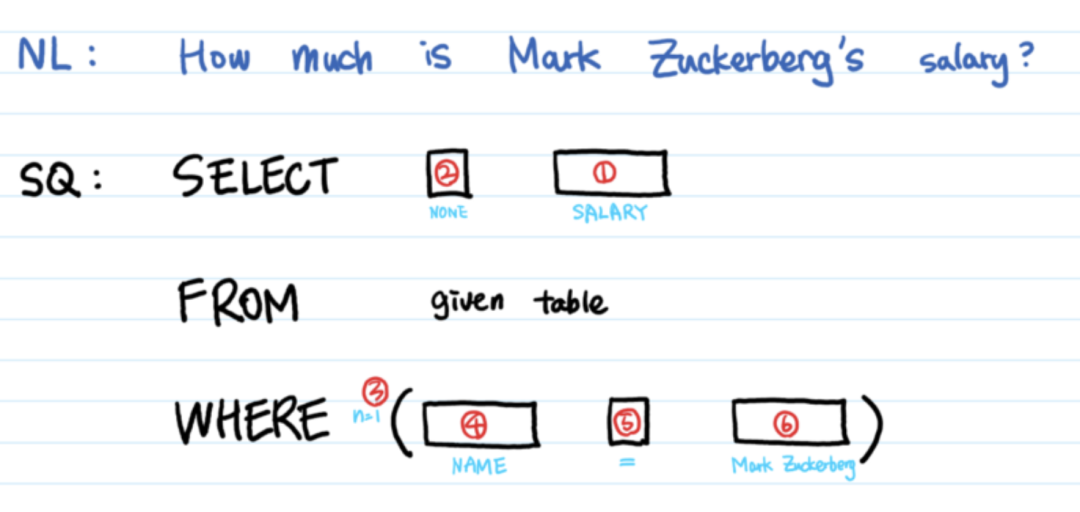 NL: How much is Mark Zuckerberg's salary?
SQ: SELECT ② ①
NONE SALARY
FROM given table
WHERE ③ n=1 ( ④ ⑤ ⑥ )
NAME = Mark Zuckerberg